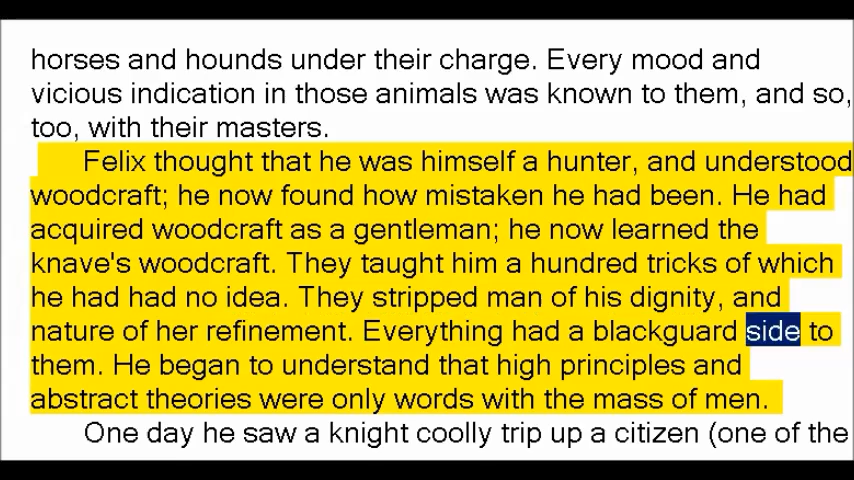 horses and hounds under their charge. Every mood and
vicious indication in those animals was known to them, and so,
too, with their masters.
Felix thought that he was himself a hunter, and understood
woodcraft; he now found how mistaken he had been. He had
acquired woodcraft as a gentleman; he now learned the
knave's woodcraft. They taught him a hundred tricks of which
he had had no idea. They stripped man of his dignity, and
nature of her refinement. Everything had a blackguard side to
them. He began to understand that high principles and
abstract theories were only words with the mass of men.
One day he saw a knight coolly trip up a citizen (one of the